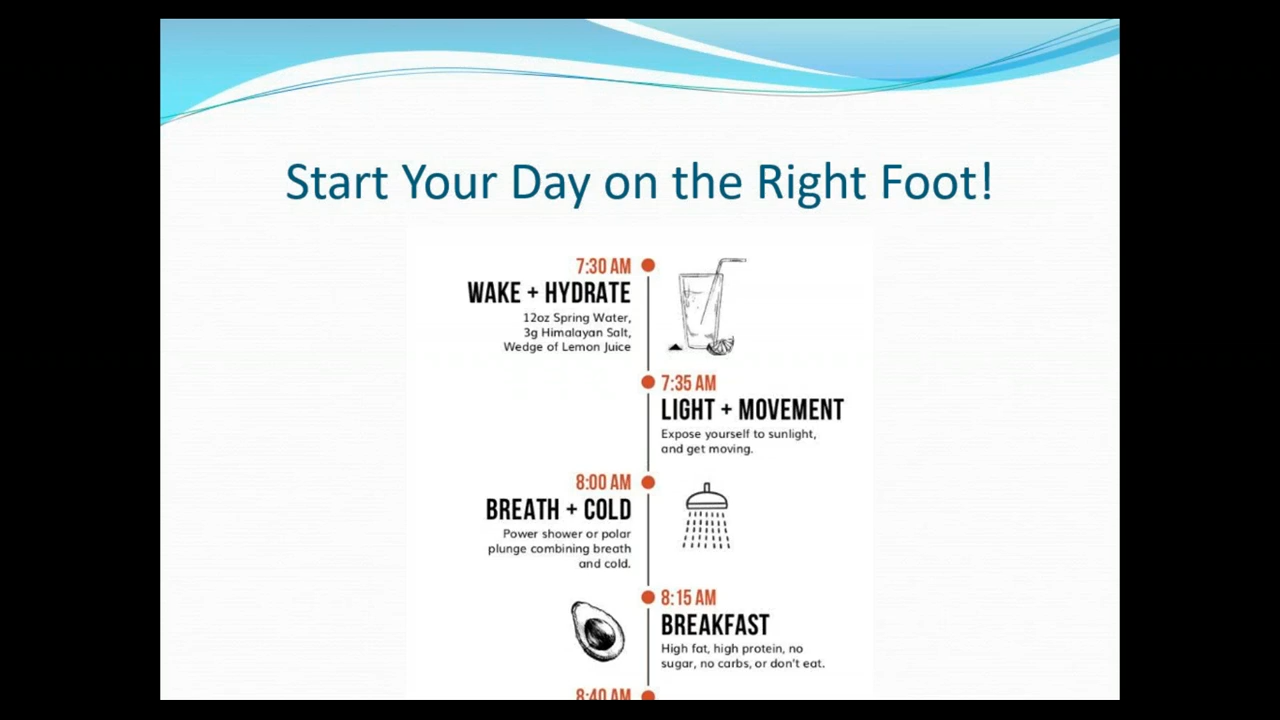 Start Your Day on the Right Foot!
7:30 AM
WAKE + HYDRATE
12oz Spring Water,
3g Himalayan Salt,
Wedge of Lemon Juice
7:35 AM
LIGHT + MOVEMENT
Expose yourself to sunlight,
and get moving.
8:00 AM
BREATH + COLD
Power shower or polar
plunge combining breath
and cold.
8:15 AM
BREAKFAST
High fat, high protein, no
sugar, no carbs, or don't eat.
8:40 AM